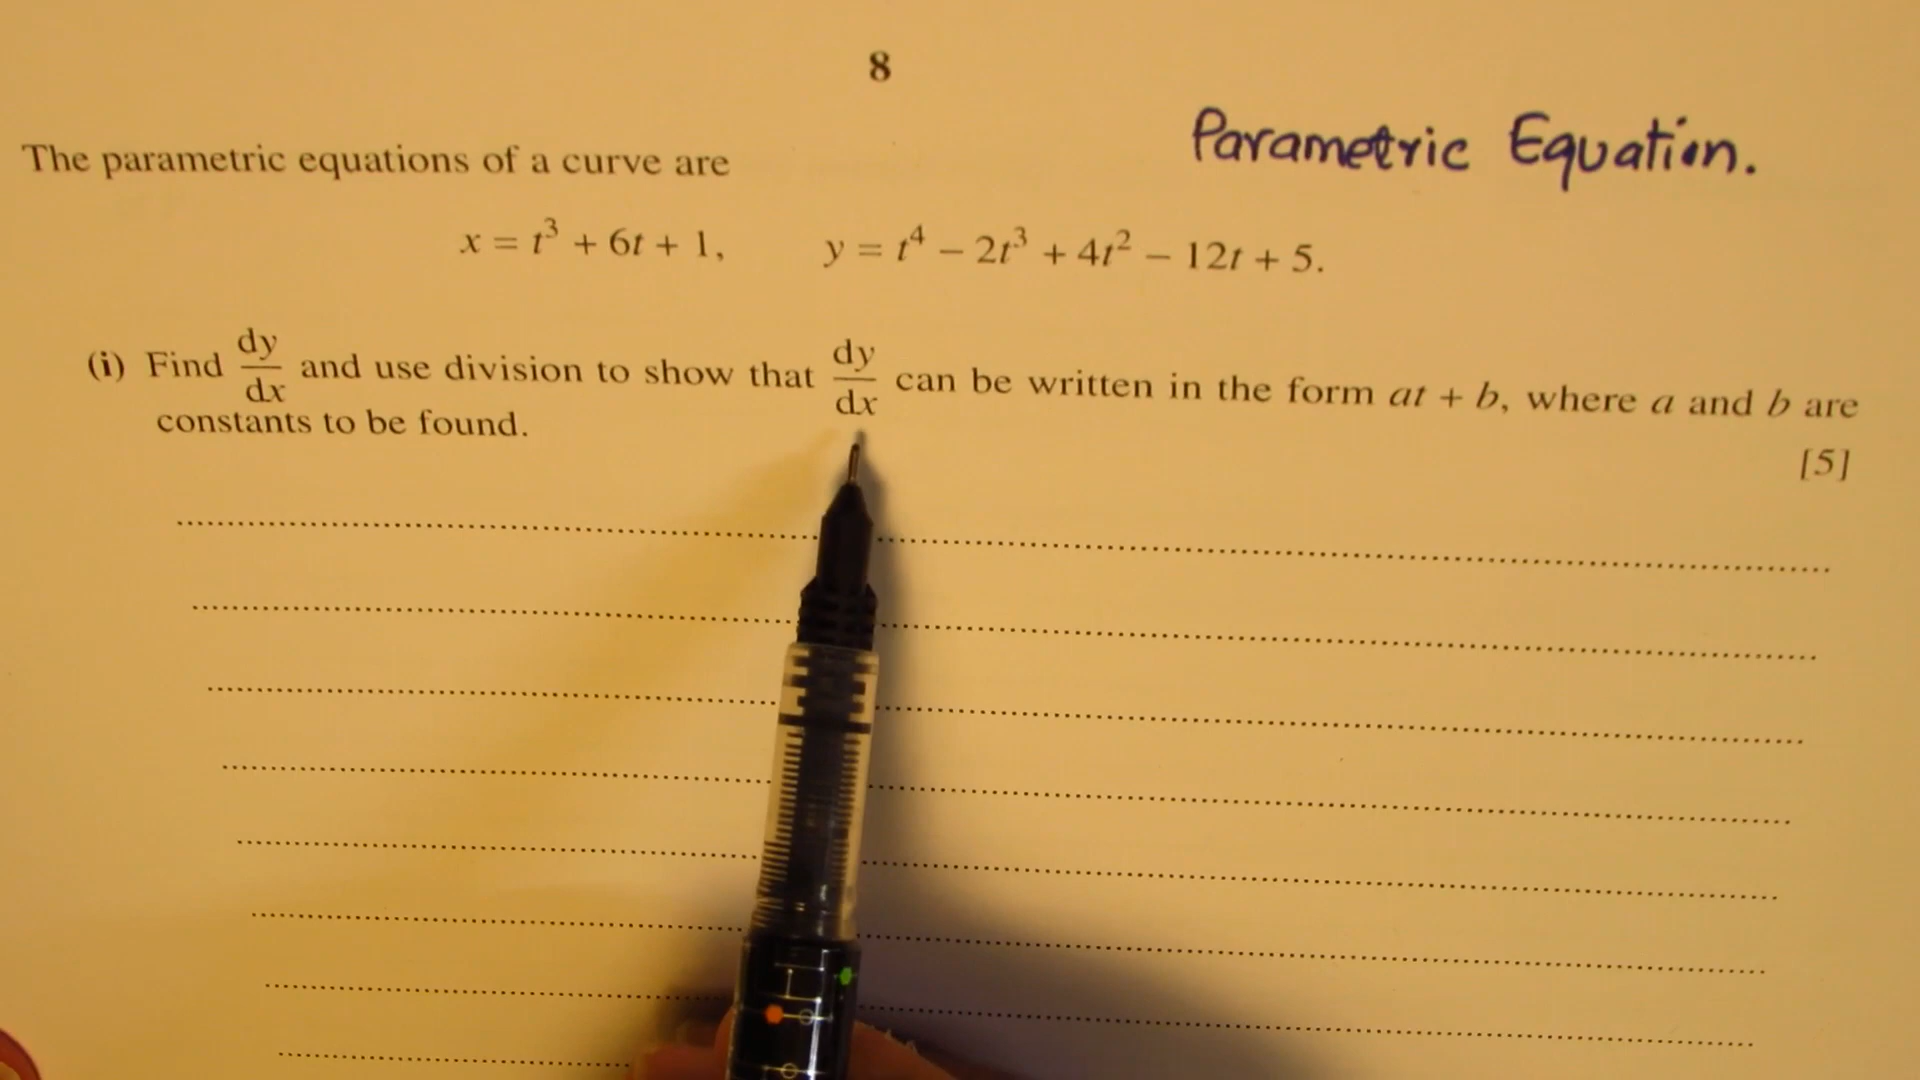 8
Parametric Equation.
The parametric equations of a curve are
x = t³ + 6t + 1, y = t⁴ − 2t³ + 4t² − 12t + 5.
(i) Find dy/dx and use division to show that dy/dx can be written in the form at + b, where a and b are
constants to be found.
[5]